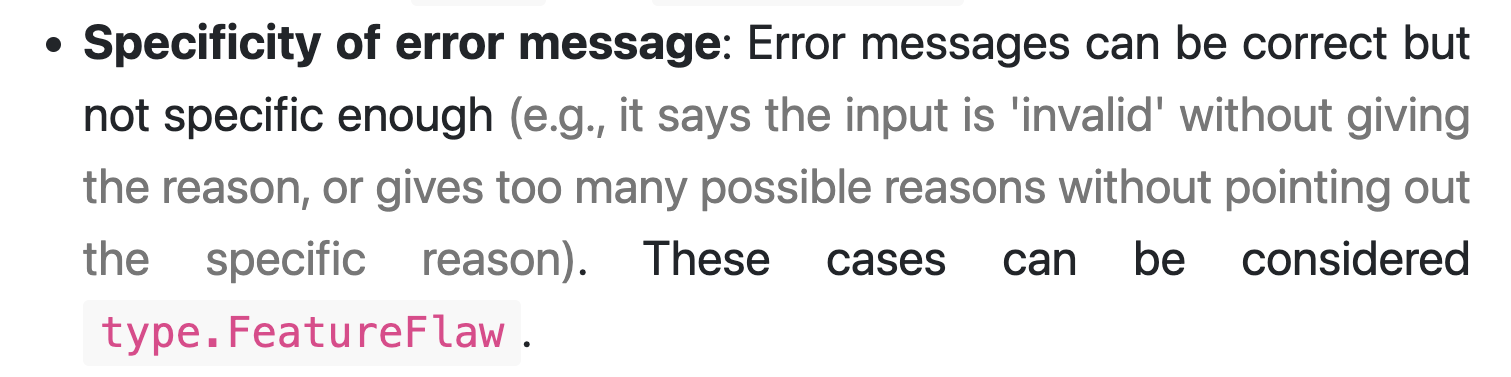 • Specificity of error message: Error messages can be correct but
not specific enough (e.g., it says the input is 'invalid' without giving
the reason, or gives too many possible reasons without pointing out
the specific reason). These cases can be considered
type.FeatureFlaw.